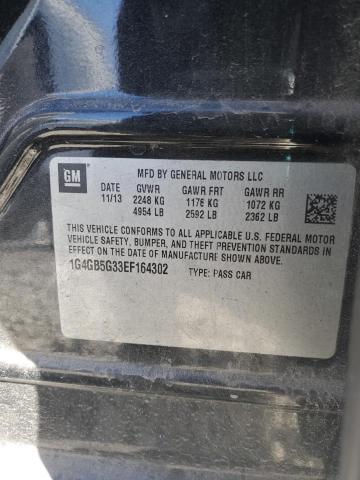 GM
MFD BY GENERAL MOTORS LLC
DATE GVWR GAWR FRT GAWR RR
11/13 2248 KG 1176 KG 1072 KG
4954 LB 2592 LB 2362 LB
THIS VEHICLE CONFORMS TO ALL APPLICABLE U.S. FEDERAL MOTOR
VEHICLE SAFETY, BUMPER, AND THEFT PREVENTION STANDARDS IN
EFFECT ON THE DATE OF MANUFACTURE SHOWN ABOVE.
1G4GB5G33EF164302 TYPE: PASS CAR